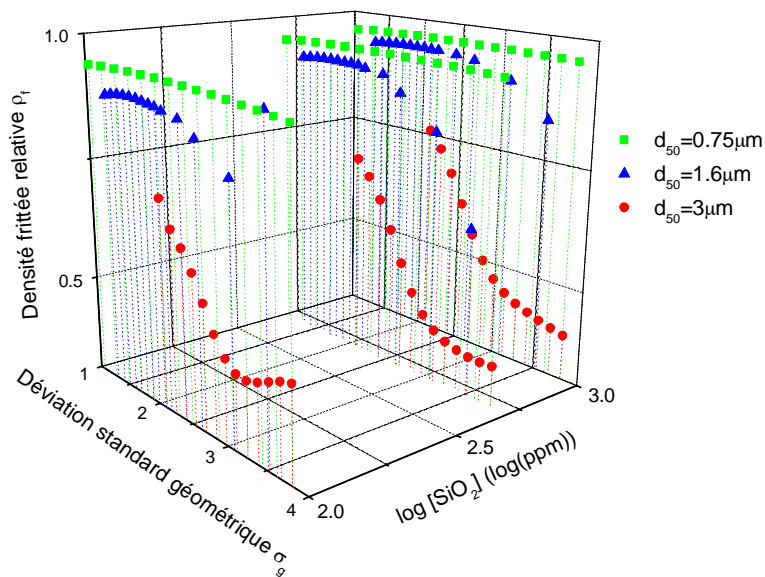 1.0
0.5
Densité frittée relative ρf
1
2
3
4
Déviation standard géométrique σg
2.0
2.5
3.0
log [SiO2] (log(ppm))
d50=0.75μm
d50=1.6μm
d50=3μm